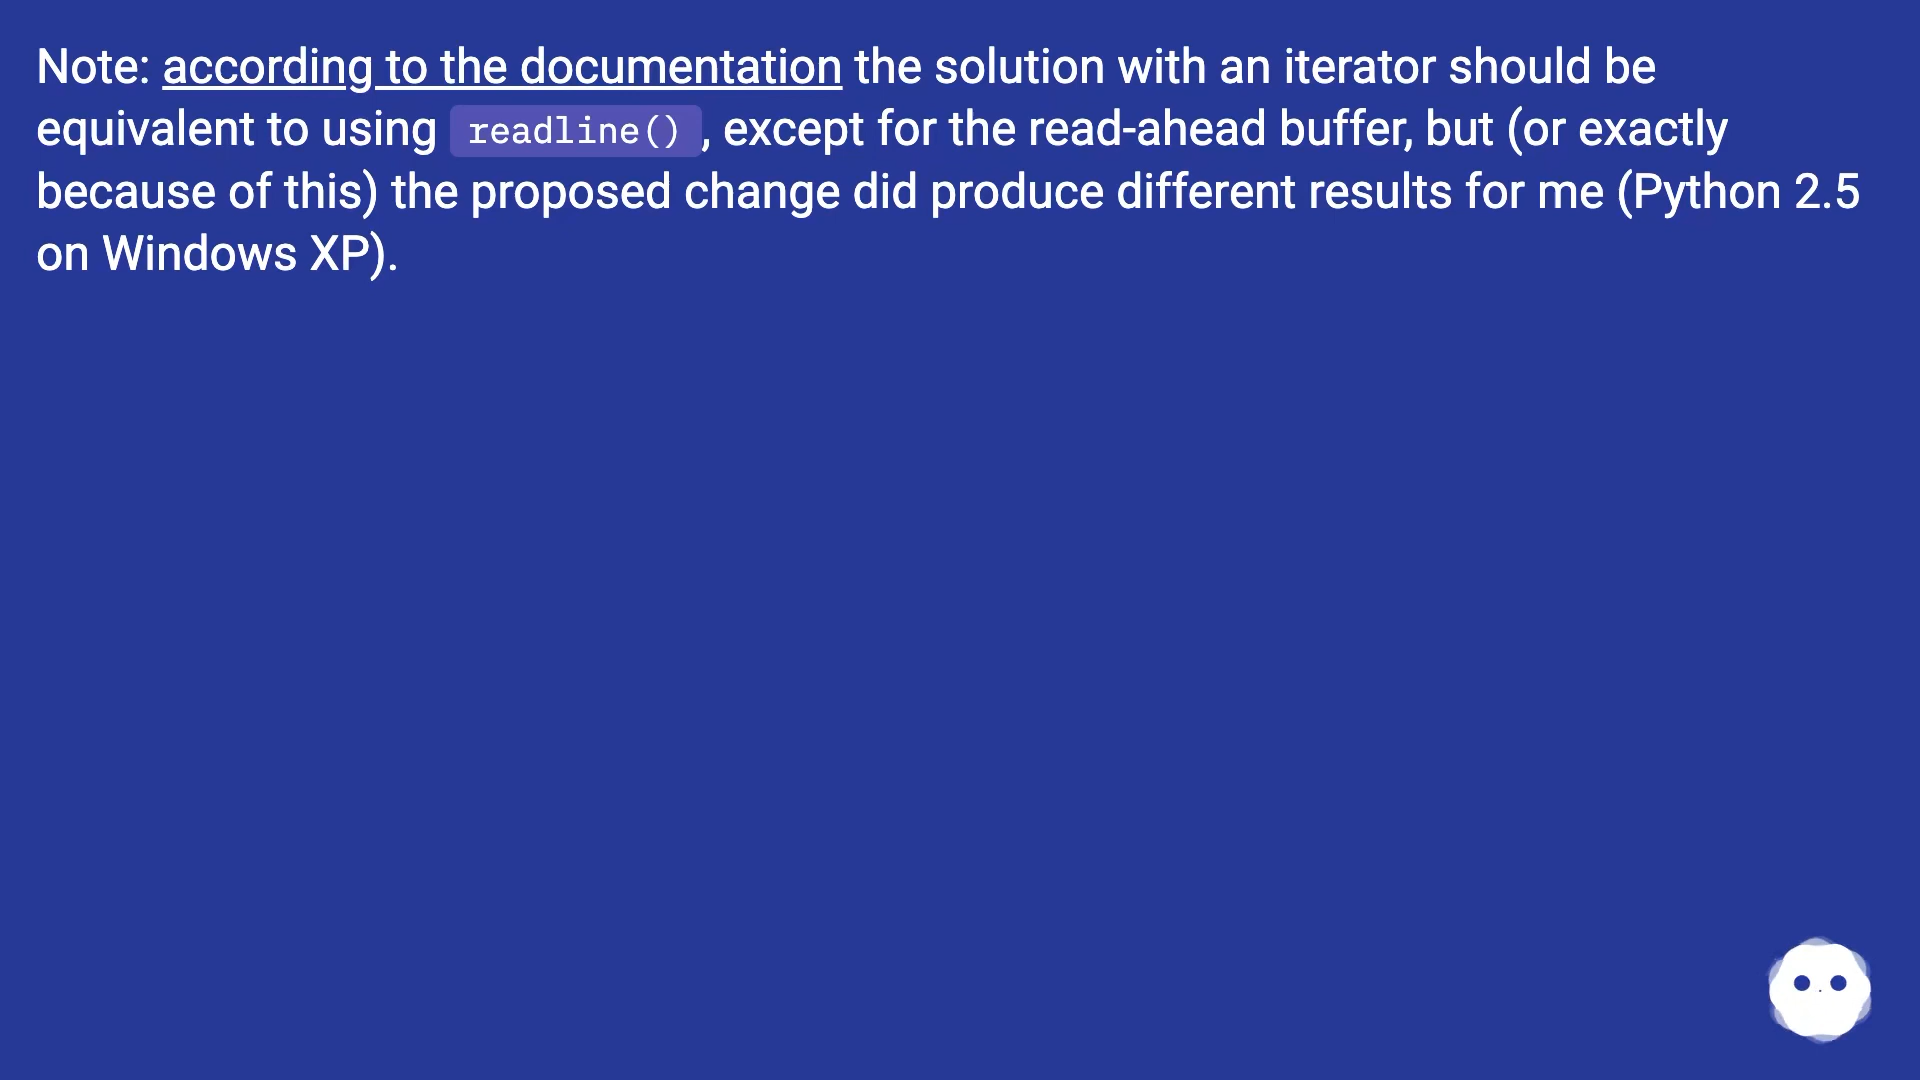 Note: according to the documentation the solution with an iterator should be
equivalent to using readline(), except for the read-ahead buffer, but (or exactly
because of this) the proposed change did produce different results for me (Python 2.5
on Windows XP).